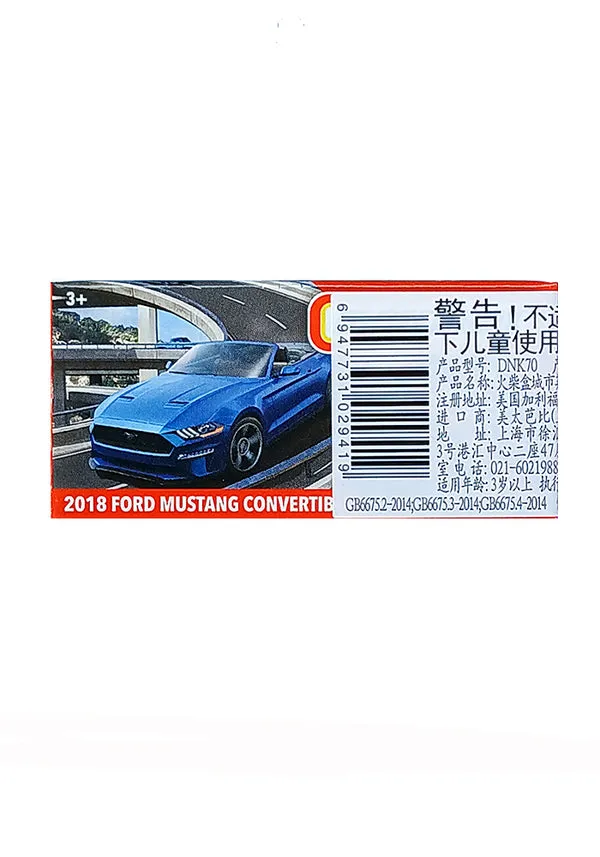 3+
2018 FORD MUSTANG CONVERTIB
6 947731 029419
警告！不适
下儿童使用
产品型号: DNK70
产品名称:火柴盒城市
注册地址: 美国加利福
进 口 商: 美太芭比(
地 址: 上海市徐汇
3号港汇中心二座47
室 电 话: 021-6021988
适用年龄: 3岁以上 执行
GB6675.2-2014;GB6675.3-2014;GB6675.4-2014